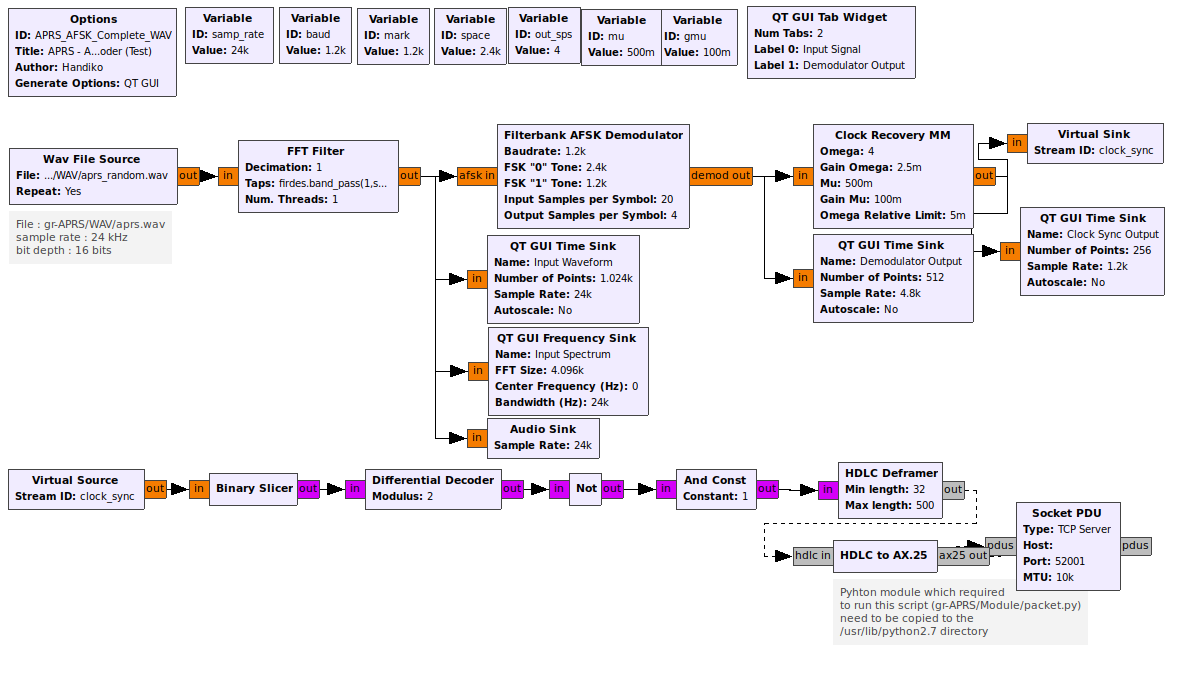 Options
ID: APRS_AFSK_Complete_WAV
Title: APRS - A...oder (Test)
Author: Handiko
Generate Options: QT GUI
Variable
ID: samp_rate
Value: 24k
Variable
ID: baud
Value: 1.2k
Variable
ID: mark
Value: 1.2k
Variable
ID: space
Value: 2.4k
Variable
ID: out_sps
Value: 4
Variable
ID: mu
Value: 500m
Variable
ID: gmu
Value: 100m
QT GUI Tab Widget
Num Tabs: 2
Label 0: Input Signal
Label 1: Demodulator Output
Wav File Source
File: .../WAV/aprs_random.wav
Repeat: Yes
out
File : gr-APRS/WAV/aprs.wav
sample rate : 24 kHz
bit depth : 16 bits
in
FFT Filter
Decimation: 1
Taps: firdes.band_pass(1,s...
Num. Threads: 1
out
afsk in
Filterbank AFSK Demodulator
Baudrate: 1.2k
FSK "0" Tone: 2.4k
FSK "1" Tone: 1.2k
Input Samples per Symbol: 20
Output Samples per Symbol: 4
demod out
in
QT GUI Time Sink
Name: Input Waveform
Number of Points: 1.024k
Sample Rate: 24k
Autoscale: No
in
QT GUI Frequency Sink
Name: Input Spectrum
FFT Size: 4.096k
Center Frequency (Hz): 0
Bandwidth (Hz): 24k
in
Audio Sink
Sample Rate: 24k
in
Clock Recovery MM
Omega: 4
Gain Omega: 2.5m
Mu: 500m
Gain Mu: 100m
Omega Relative Limit: 5m
out
in
QT GUI Time Sink
Name: Demodulator Output
Number of Points: 512
Sample Rate: 4.8k
Autoscale: No
in
Virtual Sink
Stream ID: clock_sync
in
QT GUI Time Sink
Name: Clock Sync Output
Number of Points: 256
Sample Rate: 1.2k
Autoscale: No
Virtual Source
Stream ID: clock_sync
out
in
Binary Slicer
out
in
Differential Decoder
Modulus: 2
out
in
Not
out
in
And Const
Constant: 1
out
in
HDLC Deframer
Min length: 32
Max length: 500
out
hdlc in
HDLC to AX.25
ax25 out
pdus
Socket PDU
Type: TCP Server
Host:
Port: 52001
MTU: 10k
pdus
Pyhton module which required
to run this script (gr-APRS/Module/packet.py)
need to be copied to the
/usr/lib/python2.7 directory